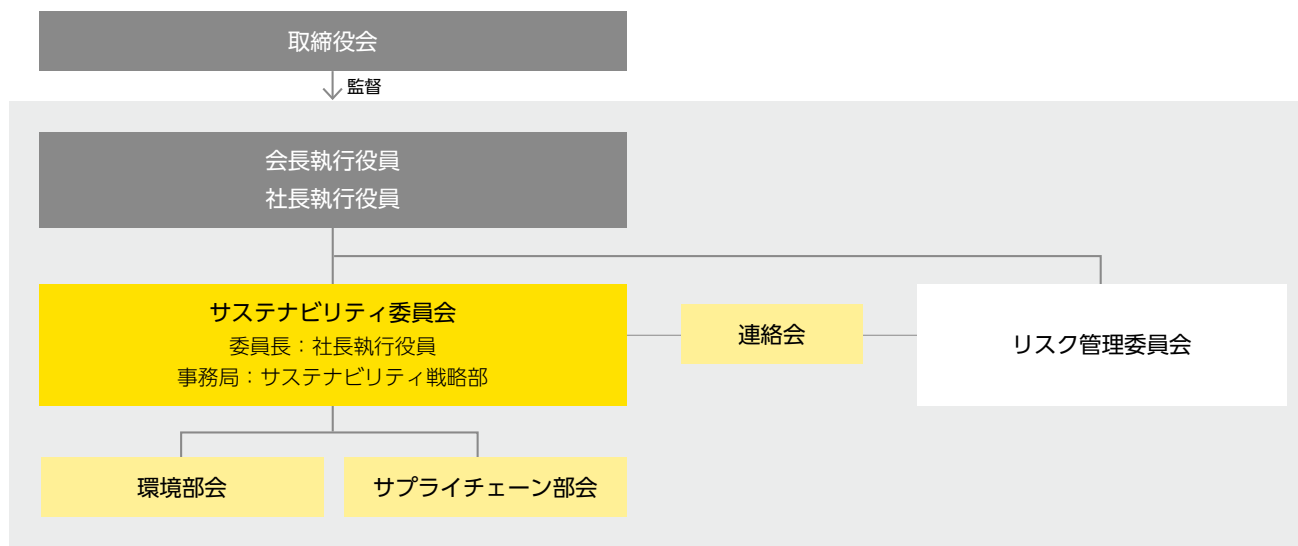 取締役会
監督
会長執行役員
社長執行役員
サステナビリティ委員会
委員長：社長執行役員
事務局：サステナビリティ戦略部
連絡会
リスク管理委員会
環境部会
サプライチェーン部会